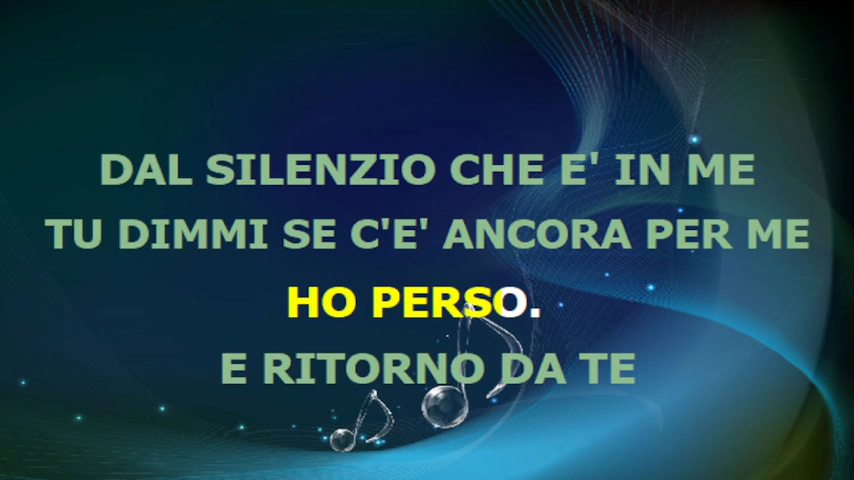 DAL SILENZIO CHE E' IN ME
TU DIMMI SE C'E' ANCORA PER ME
HO PERSO.
E RITORNO DA TE